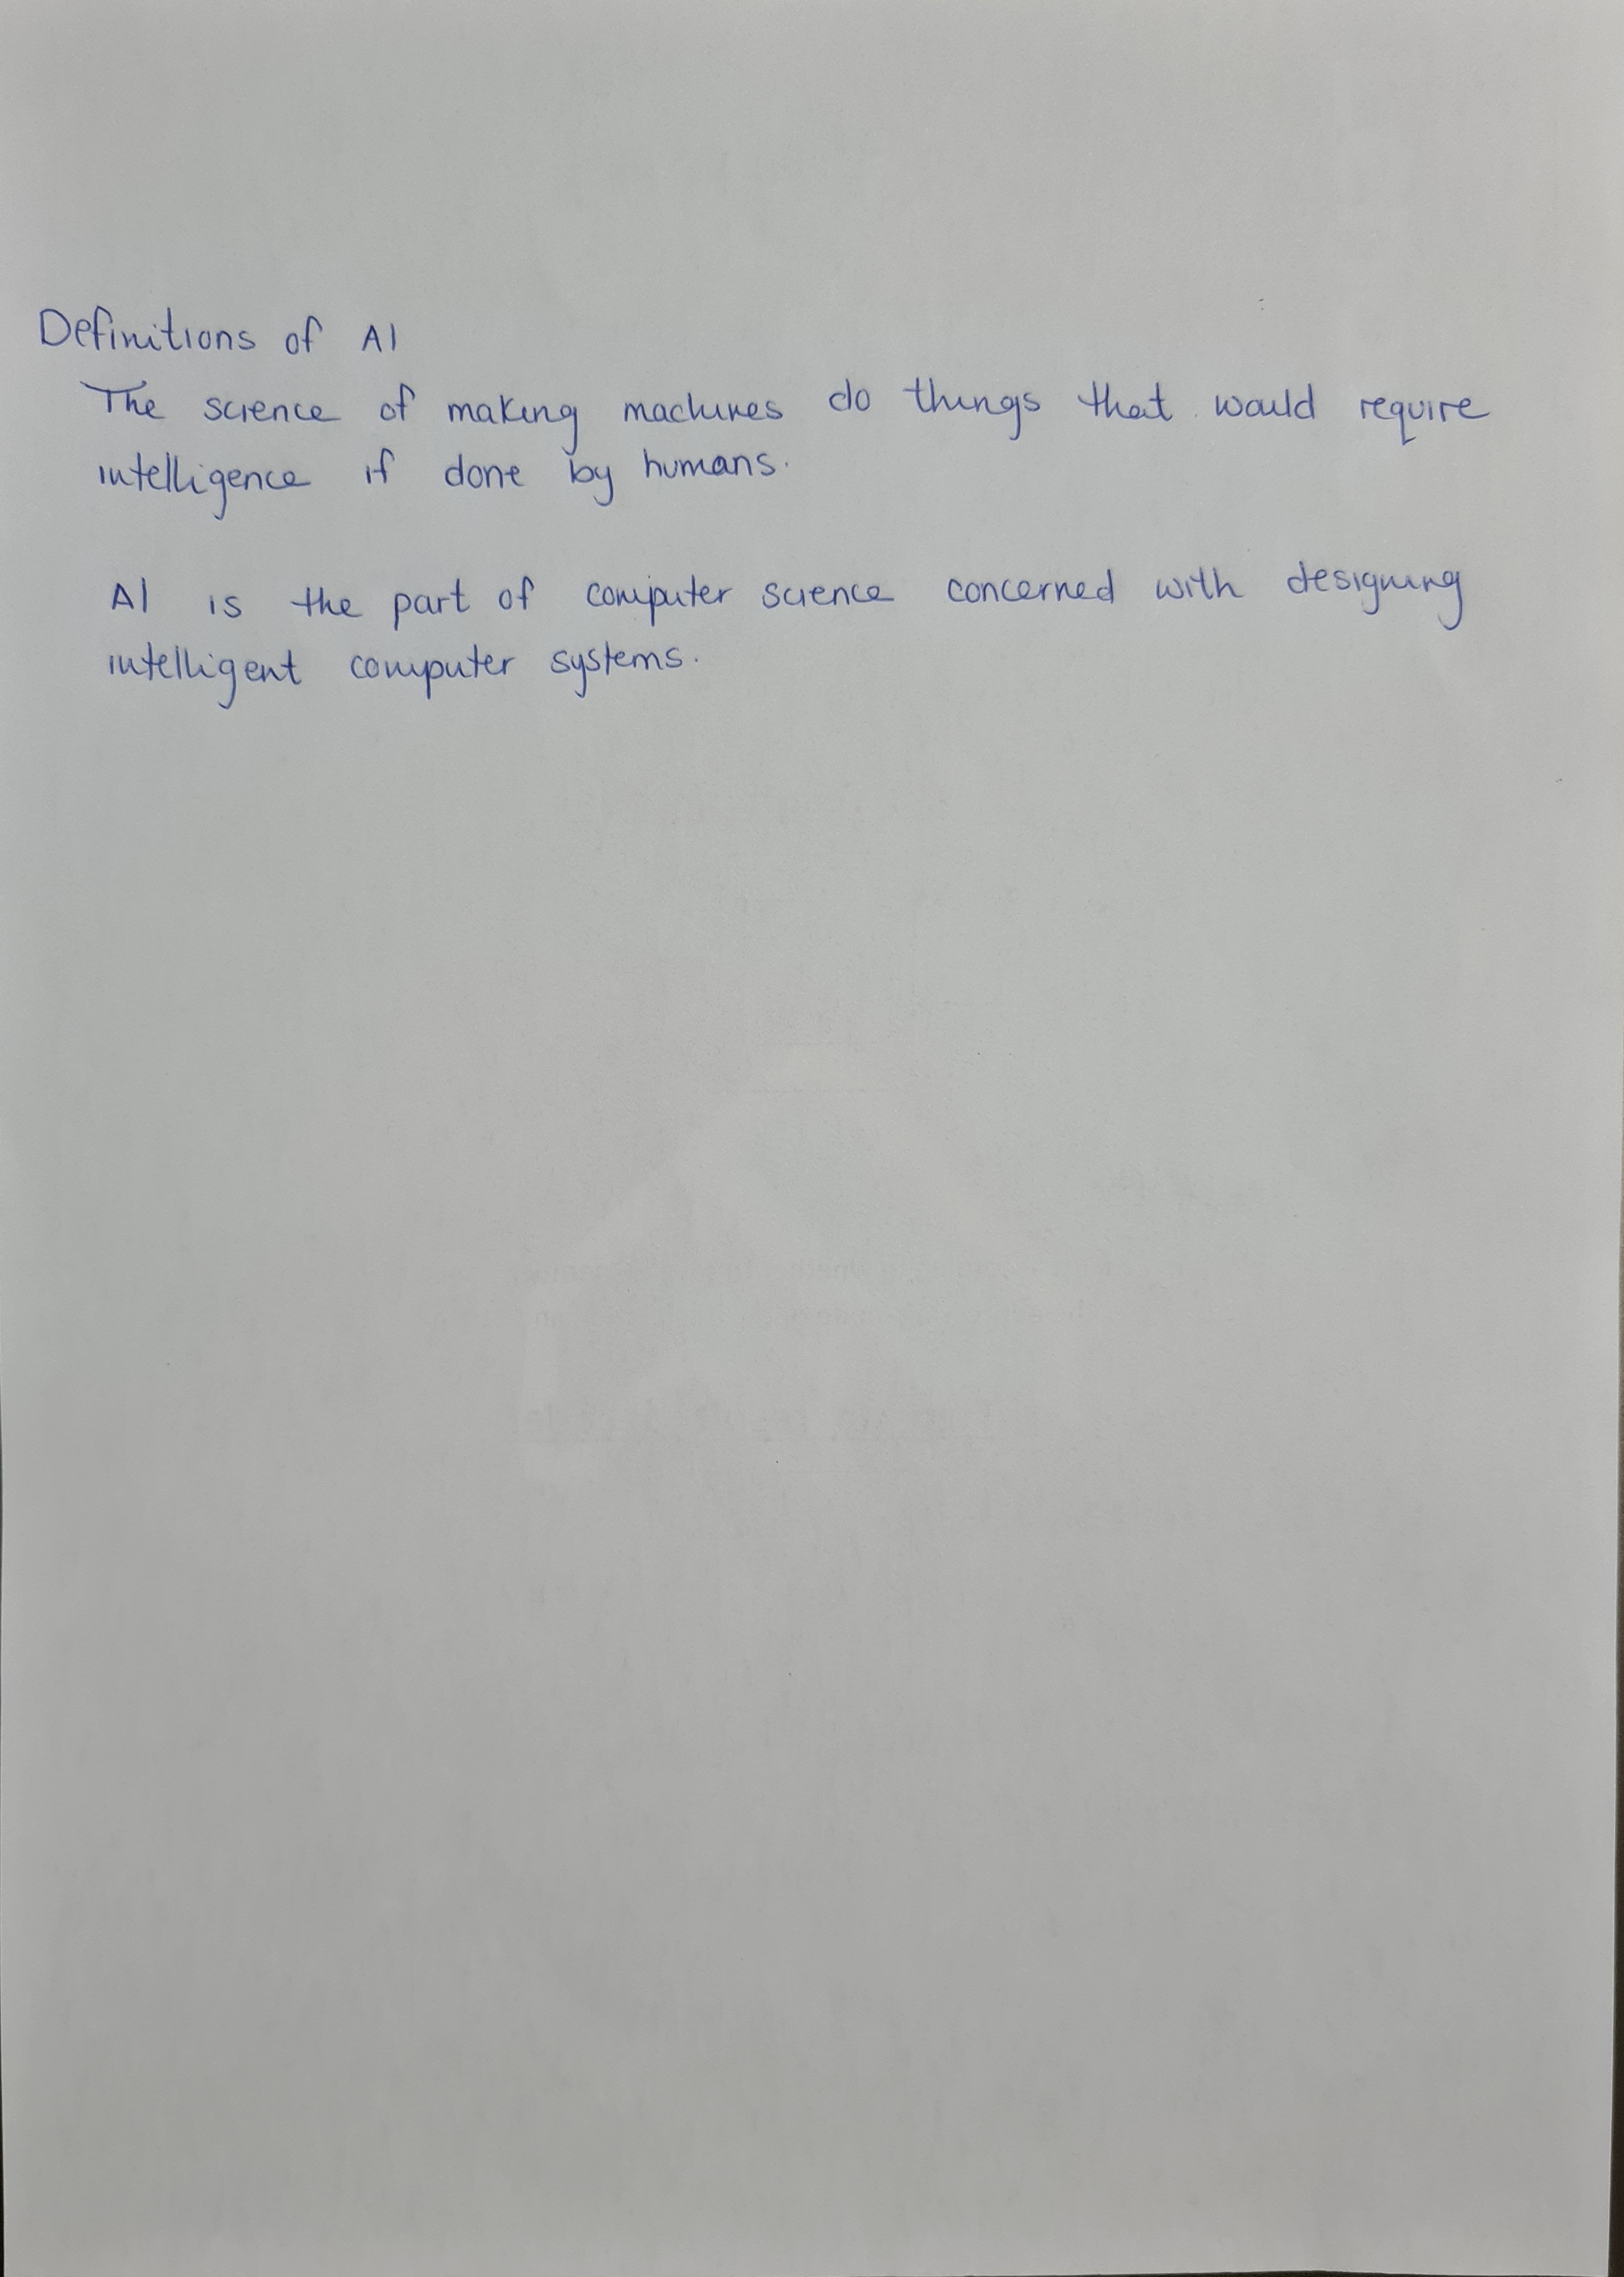 Definitions of AI
The science of making machines do things that would require
intelligence if done by humans.
AI is the part of computer science concerned with designing
intelligent computer systems.